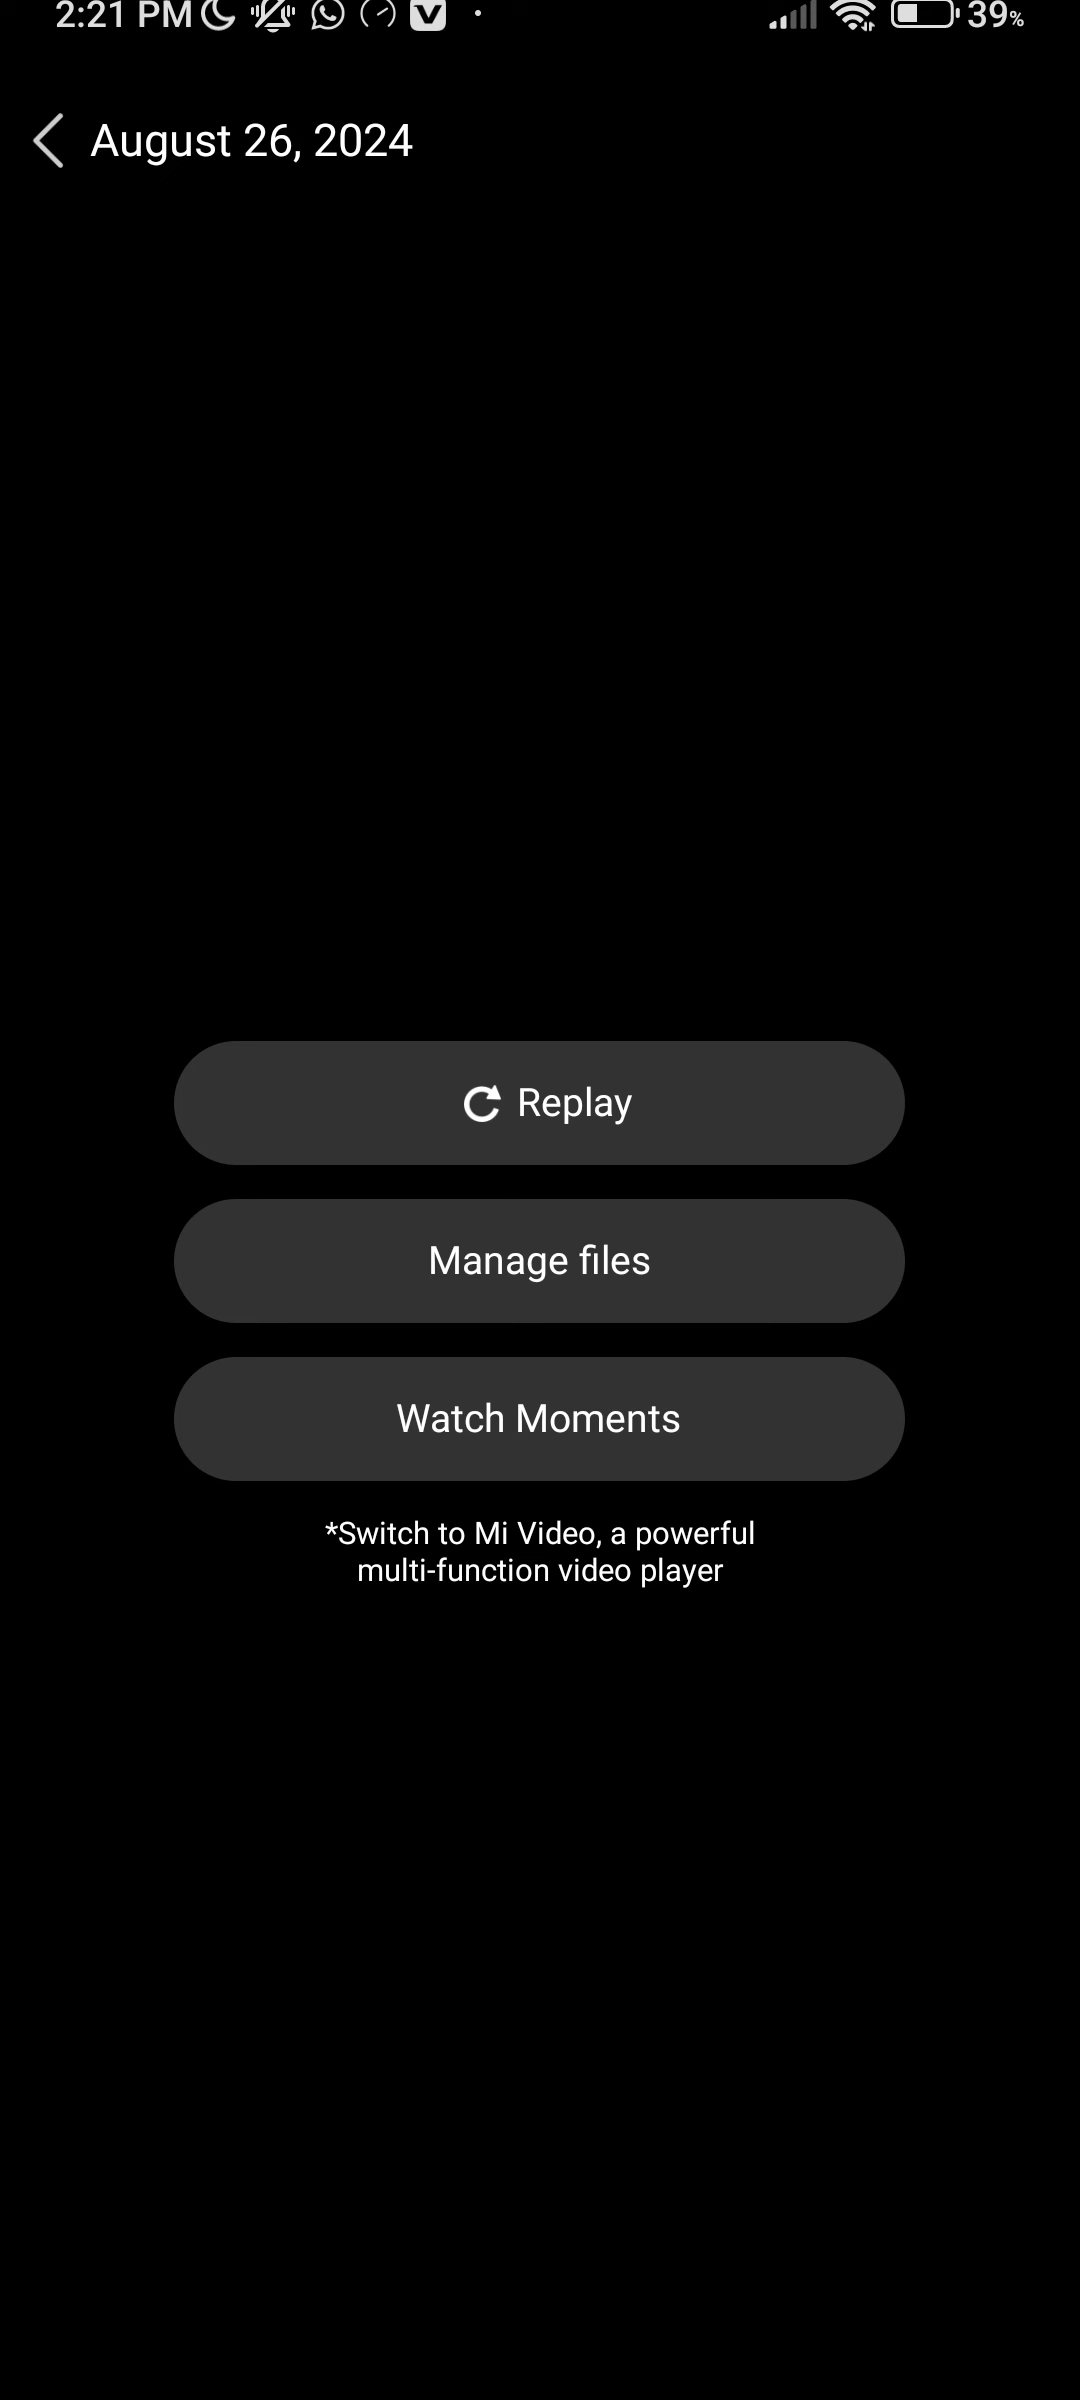 2:21 PM
39%
August 26, 2024
Replay
Manage files
Watch Moments
*Switch to Mi Video, a powerful
multi-function video player